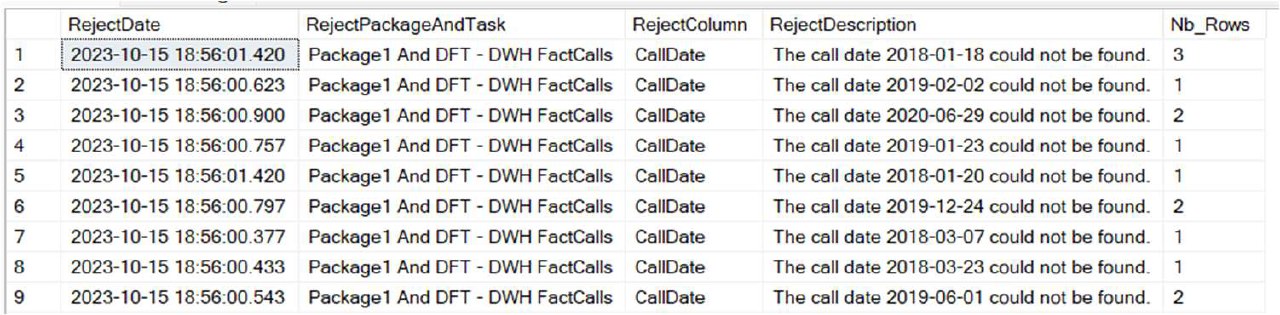 RejectDate RejectPackageAndTask RejectColumn RejectDescription Nb_Rows
1 2023-10-15 18:56:01.420 Package1 And DFT - DWH FactCalls CallDate The call date 2018-01-18 could not be found. 3
2 2023-10-15 18:56:00.623 Package1 And DFT - DWH FactCalls CallDate The call date 2019-02-02 could not be found. 1
3 2023-10-15 18:56:00.900 Package1 And DFT - DWH FactCalls CallDate The call date 2020-06-29 could not be found. 2
4 2023-10-15 18:56:00.757 Package1 And DFT - DWH FactCalls CallDate The call date 2019-01-23 could not be found. 1
5 2023-10-15 18:56:01.420 Package1 And DFT - DWH FactCalls CallDate The call date 2018-01-20 could not be found. 1
6 2023-10-15 18:56:00.797 Package1 And DFT - DWH FactCalls CallDate The call date 2019-12-24 could not be found. 2
7 2023-10-15 18:56:00.377 Package1 And DFT - DWH FactCalls CallDate The call date 2018-03-07 could not be found. 1
8 2023-10-15 18:56:00.433 Package1 And DFT - DWH FactCalls CallDate The call date 2018-03-23 could not be found. 1
9 2023-10-15 18:56:00.543 Package1 And DFT - DWH FactCalls CallDate The call date 2019-06-01 could not be found. 2